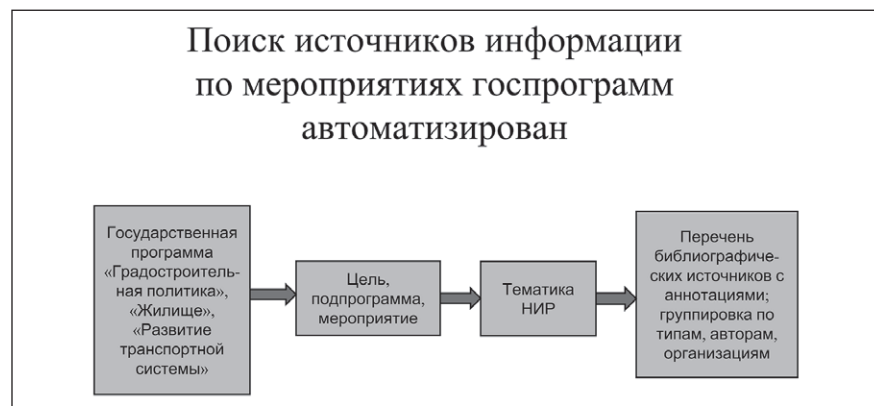 Поиск источников информации
по мероприятиях госпрограмм
автоматизирован
Государственная
программа
«Градостроитель-
ная политика»,
«Жилище»,
«Развитие
транспортной
системы»
Цель,
подпрограмма,
мероприятие
Тематика
НИР
Перечень
библиографиче-
ских источников с
аннотациями;
группировка по
типам, авторам,
организациям